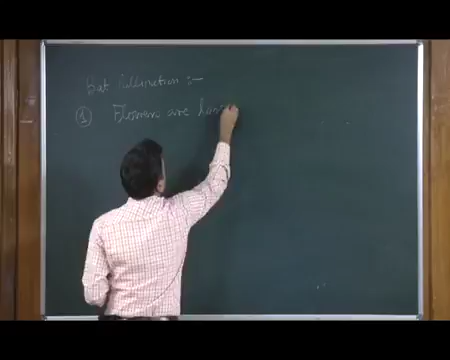 Bat Pollination :-
① Flowers are